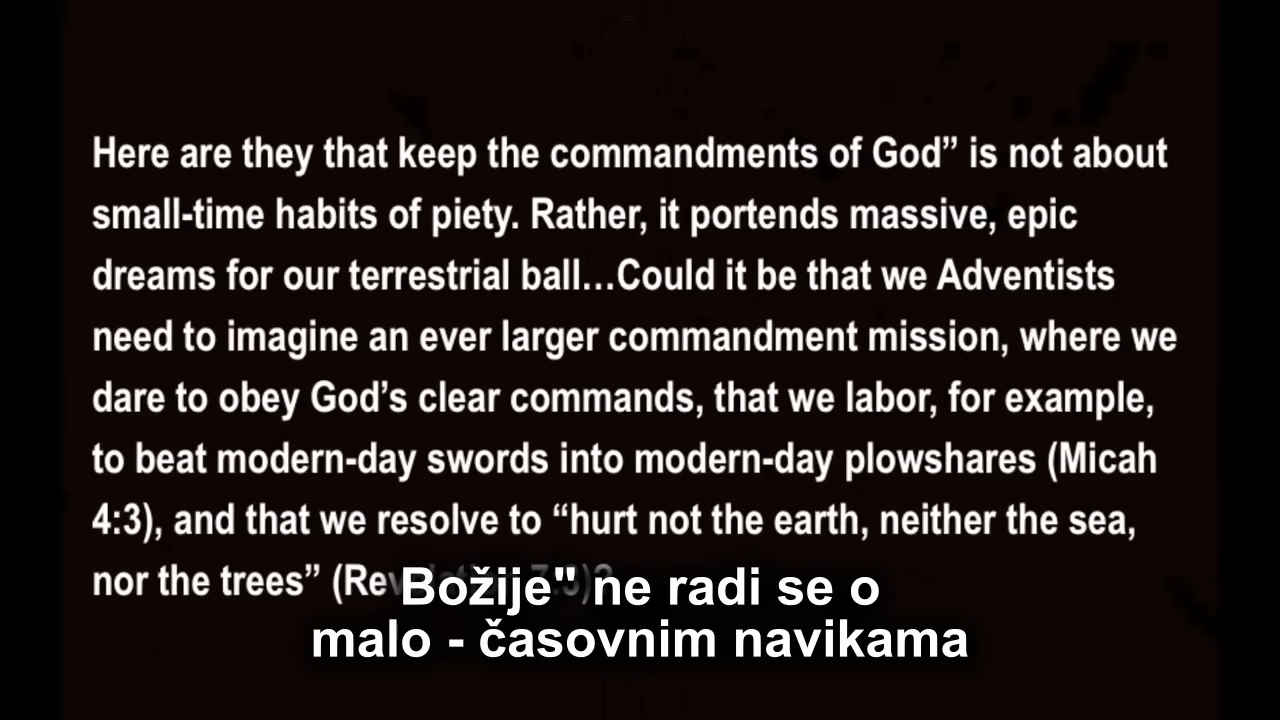 Here are they that keep the commandments of God” is not about
small-time habits of piety. Rather, it portends massive, epic
dreams for our terrestrial ball…Could it be that we Adventists
need to imagine an ever larger commandment mission, where we
dare to obey God’s clear commands, that we labor, for example,
to beat modern-day swords into modern-day plowshares (Micah
4:3), and that we resolve to “hurt not the earth, neither the sea,
nor the trees”
Božije" ne radi se o
malo - časovnim navikama